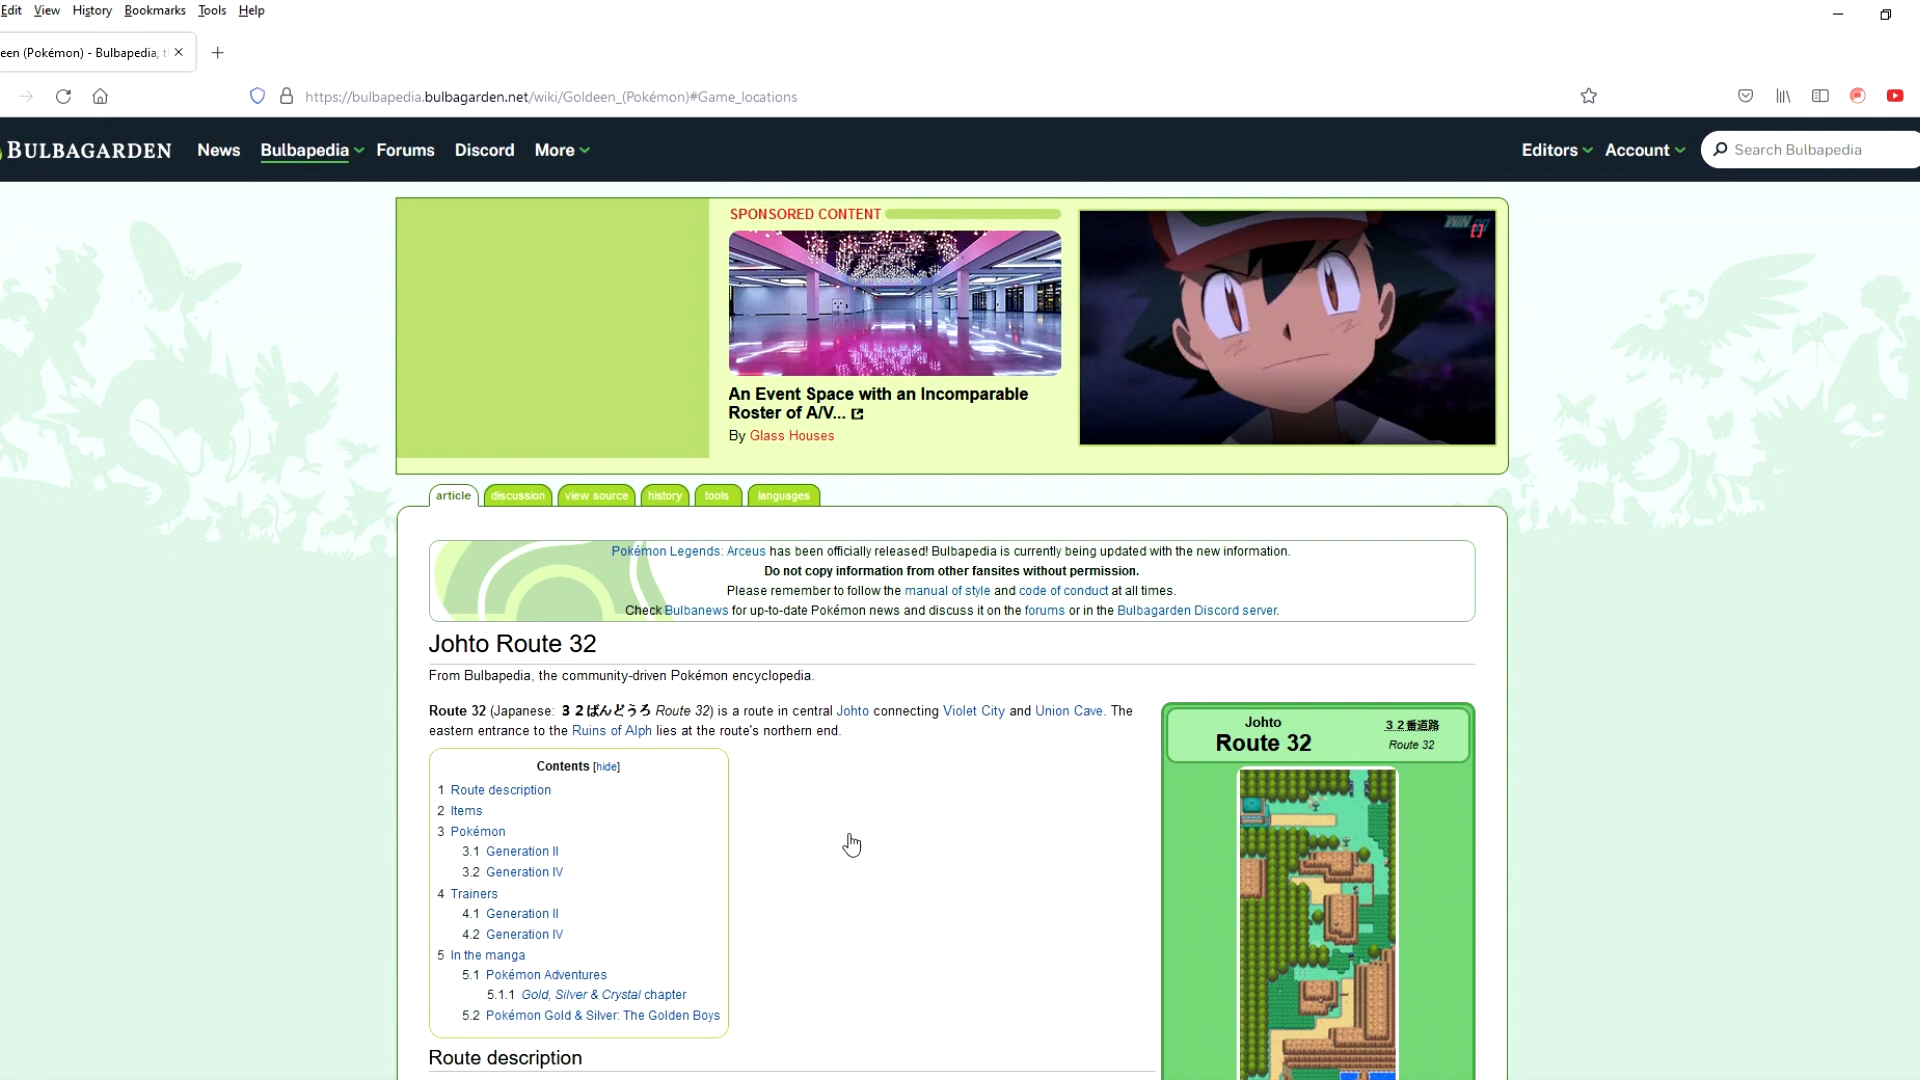 Edit View History Bookmarks Tools Help
een (Pokémon) - Bulbapedia, t
https://bulbapedia.bulbagarden.net/wiki/Goldeen_(Pokémon)#Game_locations
BULBAGARDEN News Bulbapedia Forums Discord More Editors Account Search Bulbapedia
SPONSORED CONTENT
An Event Space with an Incomparable
Roster of A/V...
By Glass Houses
article discussion view source history tools languages
Pokémon Legends: Arceus has been officially released! Bulbapedia is currently being updated with the new information.
Do not copy information from other fansites without permission.
Please remember to follow the manual of style and code of conduct at all times.
Check Bulbanews for up-to-date Pokémon news and discuss it on the forums or in the Bulbagarden Discord server.
Johto Route 32
From Bulbapedia, the community-driven Pokémon encyclopedia.
Route 32 (Japanese: ３２ばんどうろ Route 32) is a route in central Johto connecting Violet City and Union Cave. The
eastern entrance to the Ruins of Alph lies at the route's northern end.
Contents [hide]
1 Route description
2 Items
3 Pokémon
3.1 Generation II
3.2 Generation IV
4 Trainers
4.1 Generation II
4.2 Generation IV
5 In the manga
5.1 Pokémon Adventures
5.1.1 Gold, Silver & Crystal chapter
5.2 Pokémon Gold & Silver: The Golden Boys
Route description
Johto
Route 32
３２番道路
Route 32